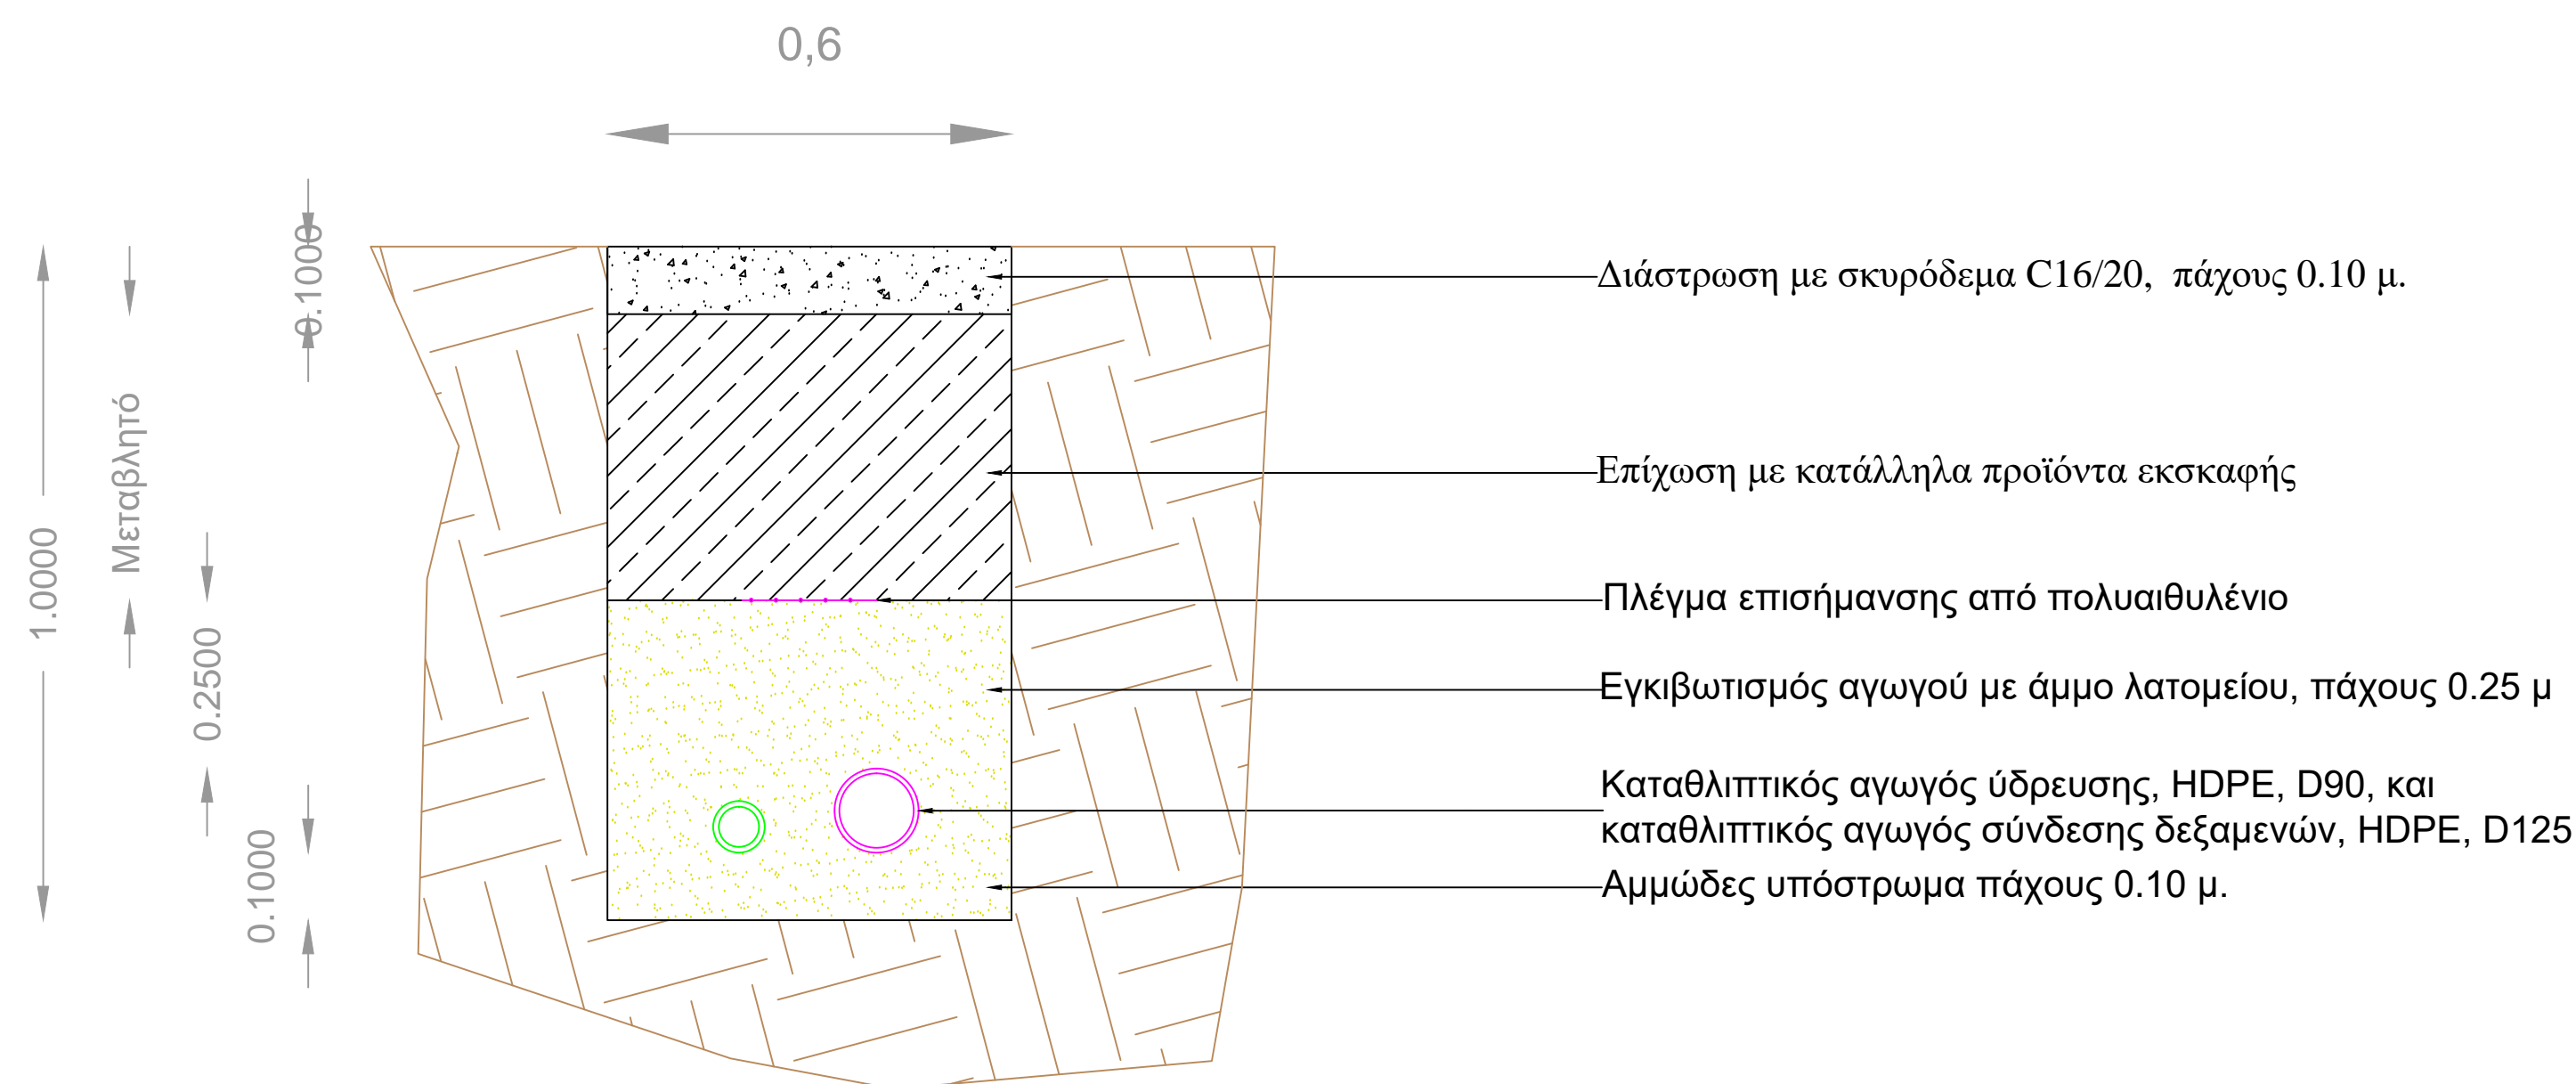 0,6
0.1000
Μεταβλητό
1.0000
0.2500
0.1000
Διάστρωση με σκυρόδεμα C16/20, πάχους 0.10 μ.
Επίχωση με κατάλληλα προϊόντα εκσκαφής
Πλέγμα επισήμανσης από πολυαιθυλένιο
Εγκιβωτισμός αγωγού με άμμο λατομείου, πάχους 0.25 μ
Καταθλιπτικός αγωγός ύδρευσης, HDPE, D90, και
καταθλιπτικός αγωγός σύνδεσης δεξαμενών, HDPE, D125
Αμμώδες υπόστρωμα πάχους 0.10 μ.